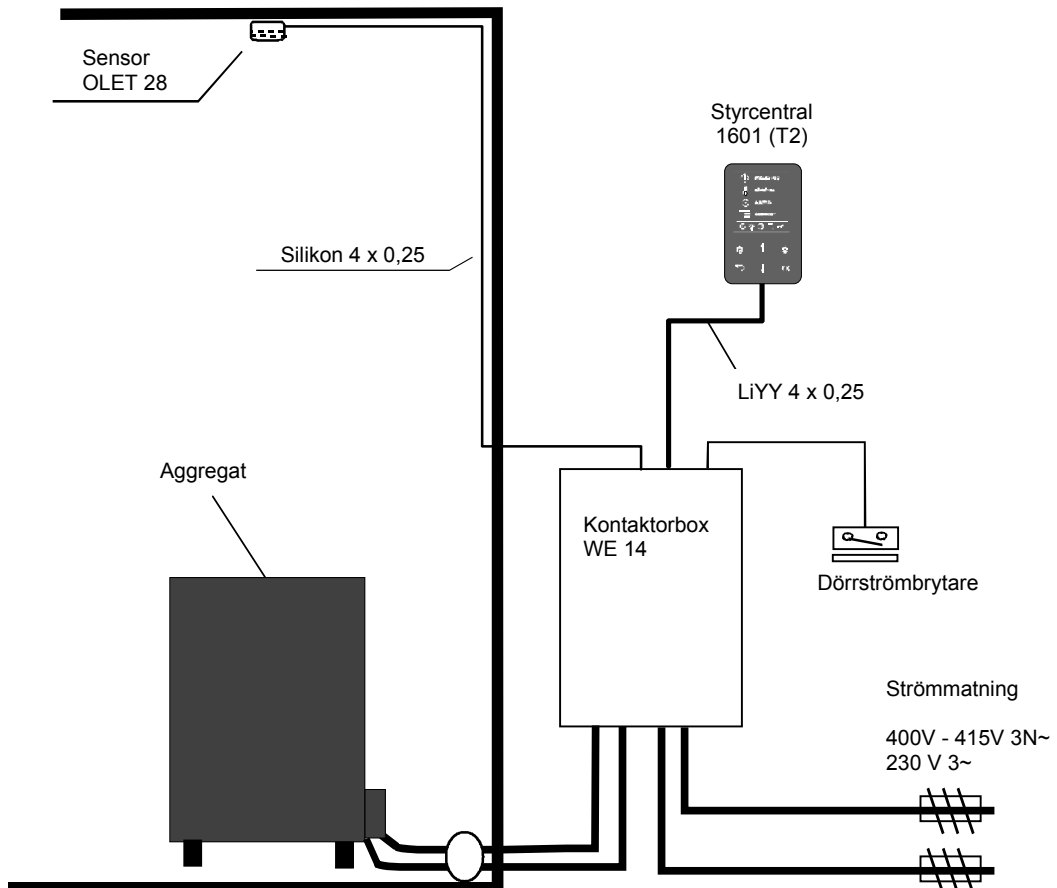 Sensor
OLET 28
Styrcentral
1601 (T2)
Silikon 4 x 0,25
LiYY 4 x 0,25
Aggregat
Kontaktorbox
WE 14
Dörrströmbrytare
Strömmatning
400V - 415V 3N~
230 V 3~